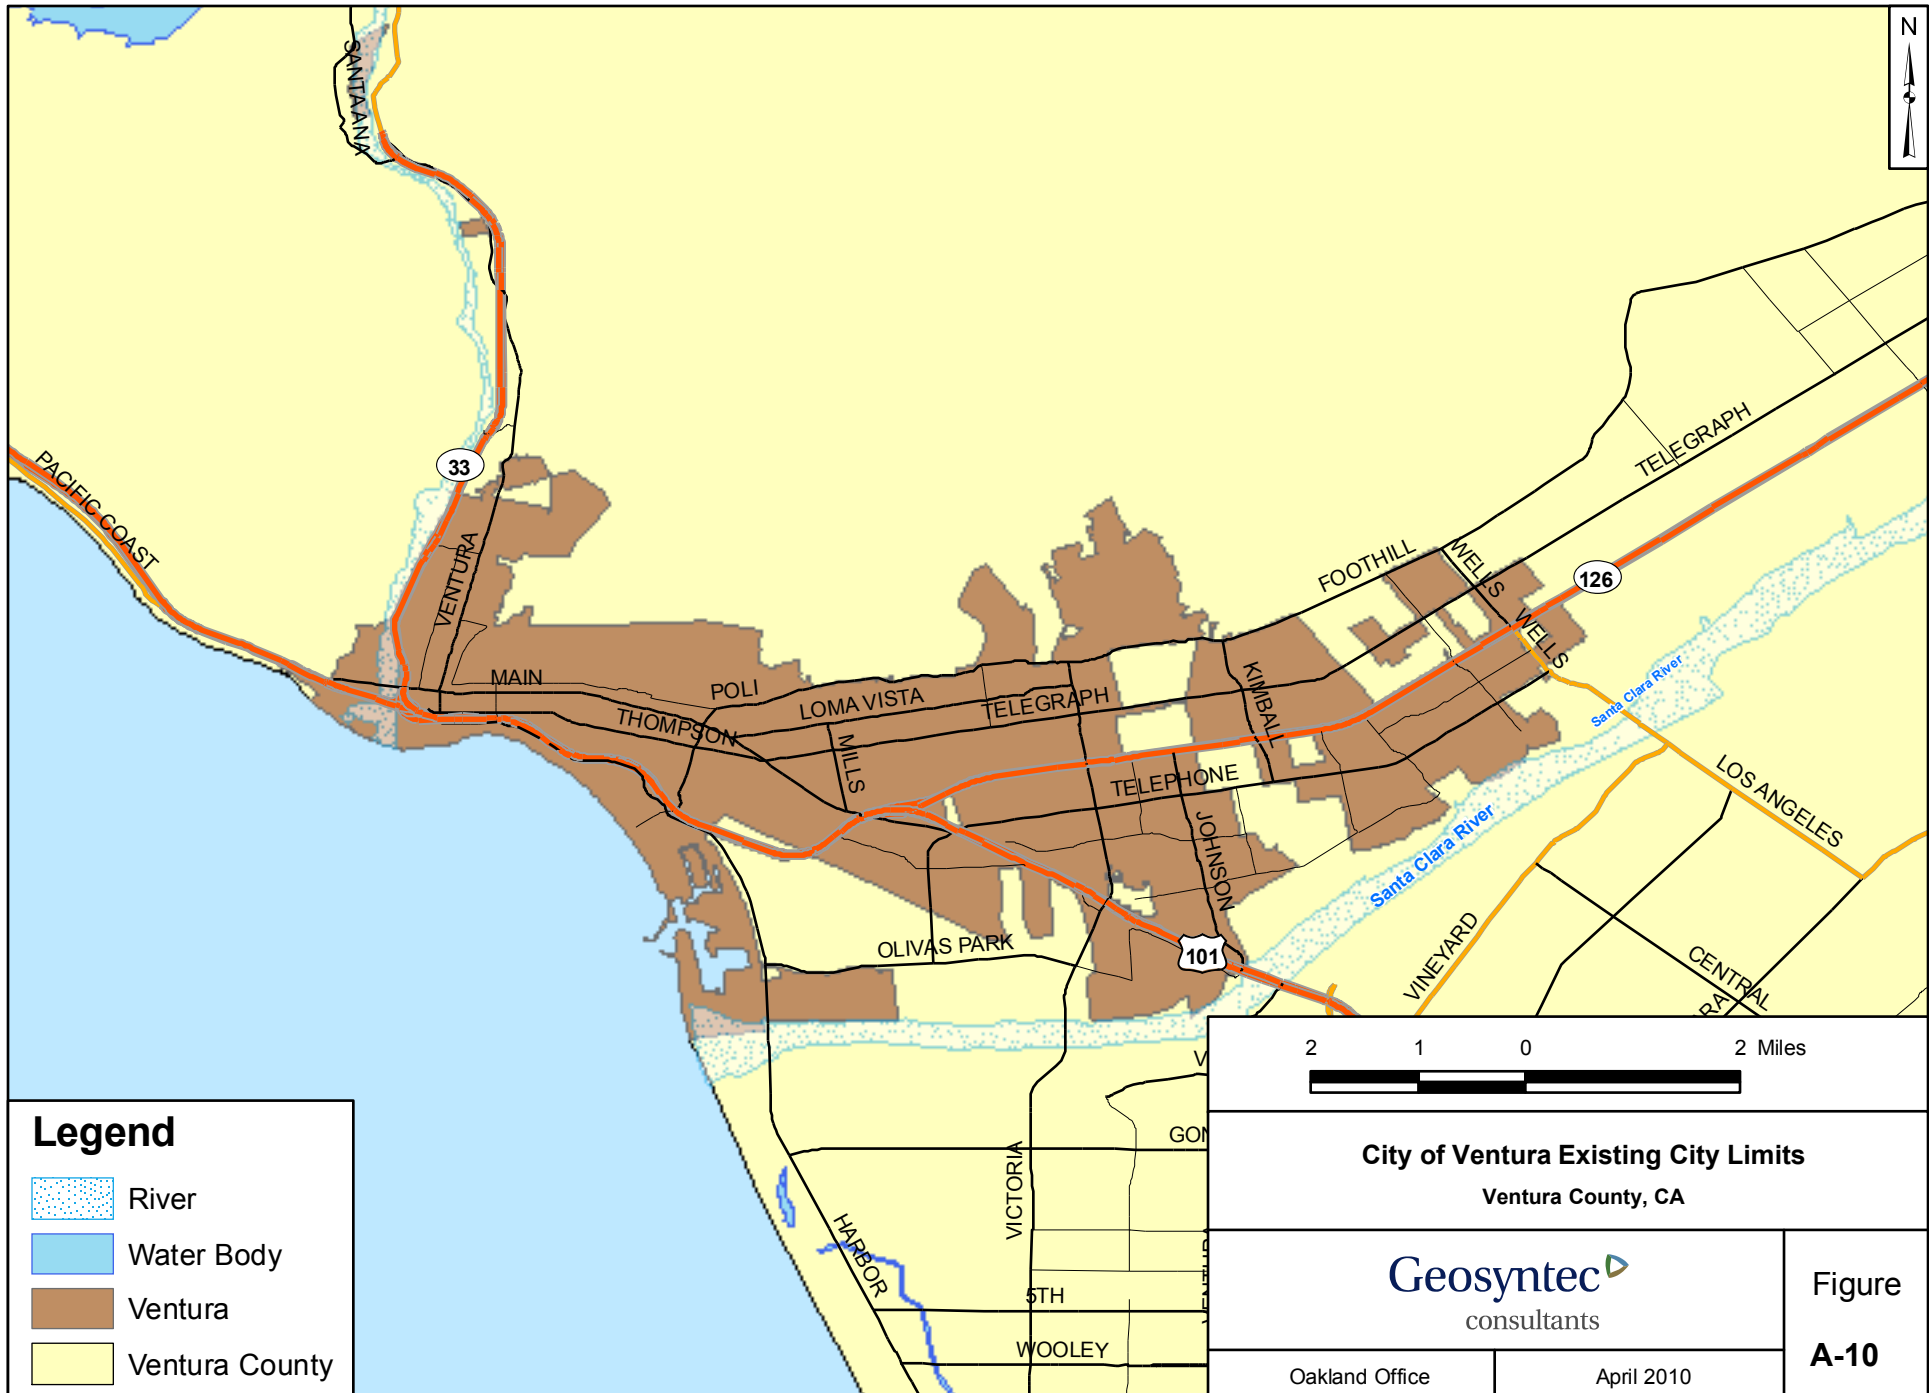 N
SANTA ANA
33
PACIFIC COAST
VENTURA
TELEGRAPH
FOOTHILL
WELLS
126
WELLS
MAIN
POLI
LOMA VISTA
TELEGRAPH
KIMBALL
THOMPSON
MILLS
TELEPHONE
JOHNSON
Santa Clara River
Santa Clara River
LOS ANGELES
OLIVAS PARK
101
VINEYARD
CENTRAL
RA
V
GON
VICTORIA
HARBOR
VENTURA
5TH
WOOLEY
2 1 0 2 Miles
City of Ventura Existing City Limits
Ventura County, CA
Geosyntec
consultants
Figure
A-10
Oakland Office
April 2010
Legend
River
Water Body
Ventura
Ventura County